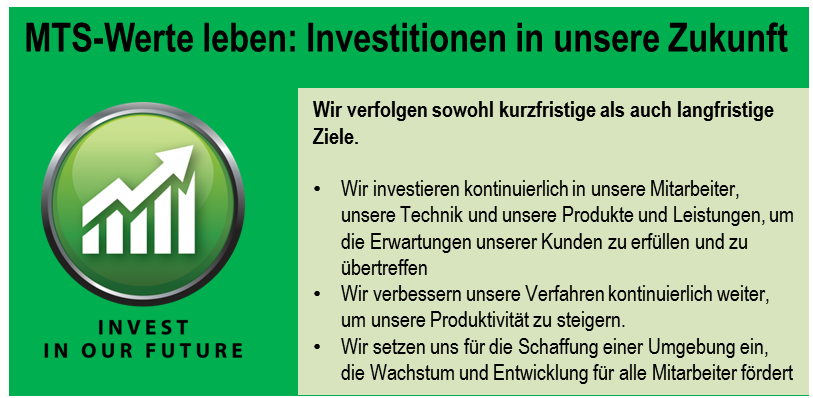 MTS-Werte leben: Investitionen in unsere Zukunft
INVEST
IN OUR FUTURE
Wir verfolgen sowohl kurzfristige als auch langfristige
Ziele.
• Wir investieren kontinuierlich in unsere Mitarbeiter,
unsere Technik und unsere Produkte und Leistungen, um
die Erwartungen unserer Kunden zu erfüllen und zu
übertreffen
• Wir verbessern unsere Verfahren kontinuierlich weiter,
um unsere Produktivität zu steigern.
• Wir setzen uns für die Schaffung einer Umgebung ein,
die Wachstum und Entwicklung für alle Mitarbeiter fördert